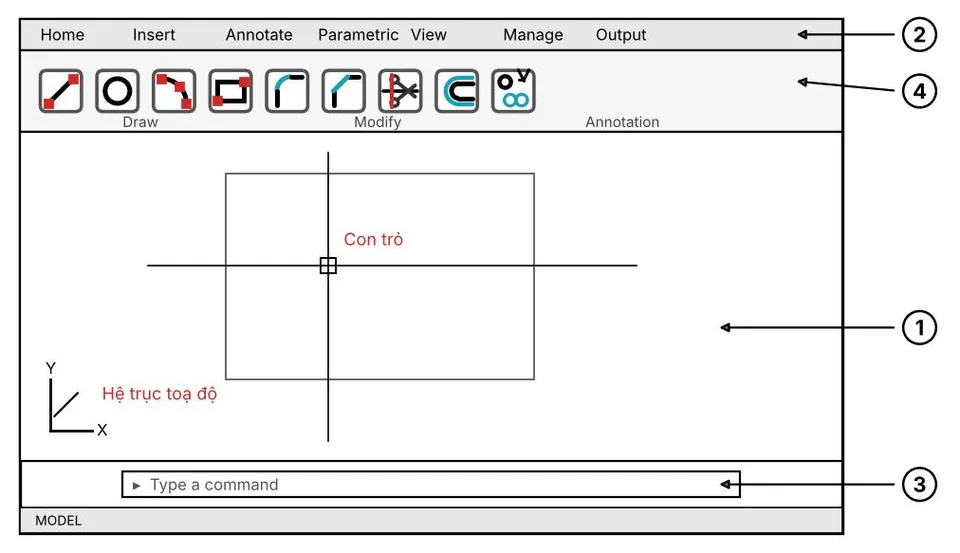 Home Insert Annotate Parametric View Manage Output
2
4
Draw Modify Annotation
Con trỏ
1
Y
Hệ trục toạ độ
X
▸ Type a command
3
MODEL